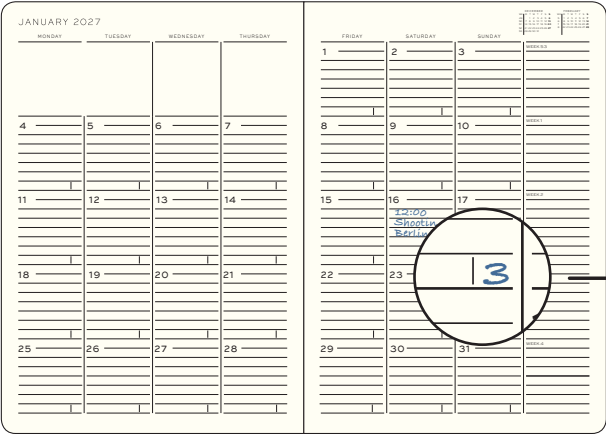 JANUARY 2027
MONDAY TUESDAY WEDNESDAY THURSDAY FRIDAY SATURDAY SUNDAY
1 2 3
4 5 6 7 8 9 10
WEEK 1
11 12 13 14 15 16 17
WEEK 2
12:00
Shootin
Berlin
3
18 19 20 21 22 23
25 26 27 28 29 30 31
WEEK 4